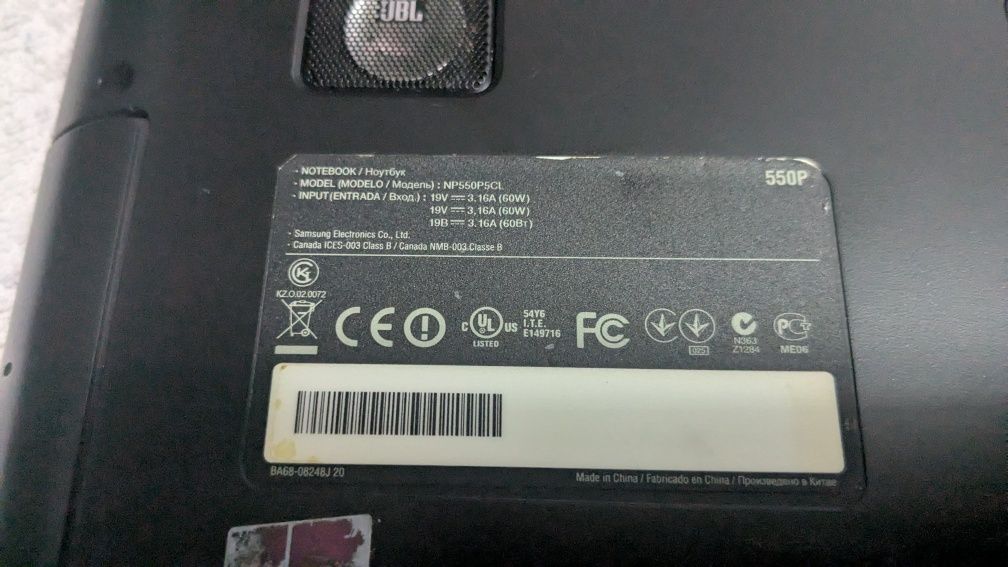 JBL
- NOTEBOOK / Ноутбук
- MODEL (MODELO / Модель) : NP550P5CL
- INPUT (ENTRADA / Вход.) : 19V ⎓ 3.16A (60W)
19V ⎓ 3.16A (60W)
19В ⎓ 3.16A (60Вт)
550P
- Samsung Electronics Co., Ltd.
- Canada ICES-003 Class B / Canada NMB-003 Classe B
KZ.O.02.0072
CE
C UL US
LISTED
54Y6
I.T.E.
E149716
FC
025
N363
Z1284
PCT
ME06
BA68-08248J 20
Made in China / Fabricado en China / Произведено в Китае